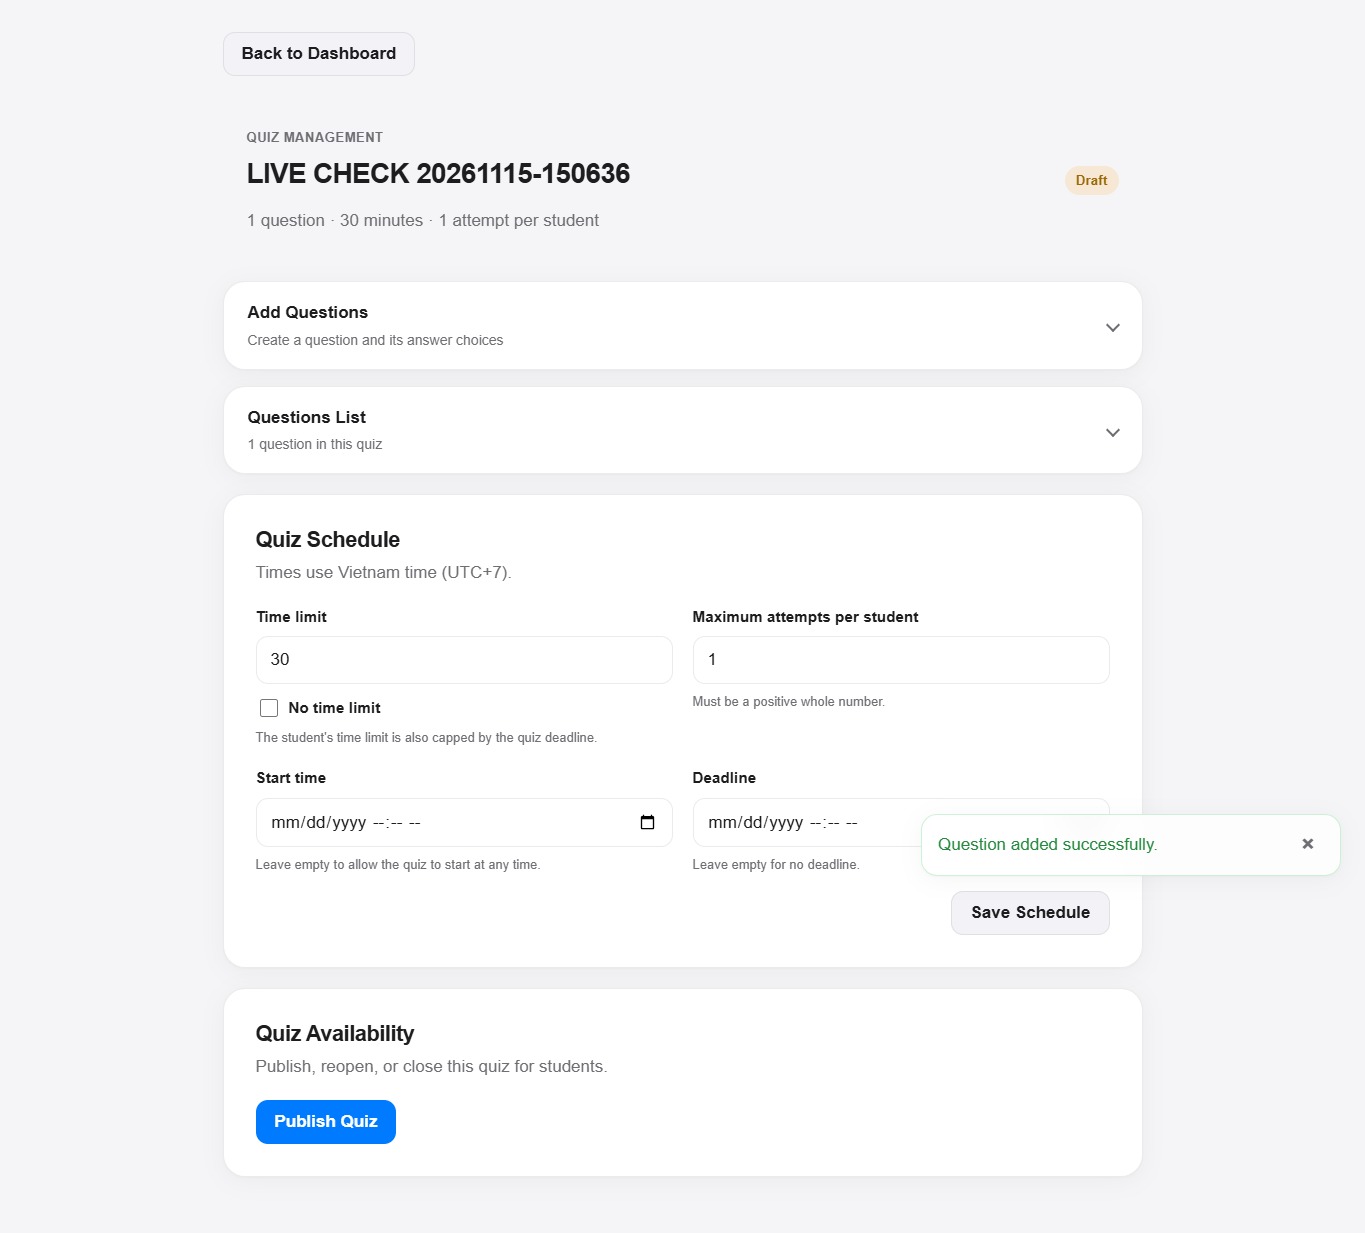 Back to Dashboard
QUIZ MANAGEMENT
LIVE CHECK 20261115-150636
Draft
1 question · 30 minutes · 1 attempt per student
Add Questions
Create a question and its answer choices
Questions List
1 question in this quiz
Quiz Schedule
Times use Vietnam time (UTC+7).
Time limit
30
No time limit
The student's time limit is also capped by the quiz deadline.
Maximum attempts per student
1
Must be a positive whole number.
Start time
mm/dd/yyyy --:-- --
Leave empty to allow the quiz to start at any time.
Deadline
mm/dd/yyyy --:-- --
Leave empty for no deadline.
Question added successfully.
×
Save Schedule
Quiz Availability
Publish, reopen, or close this quiz for students.
Publish Quiz